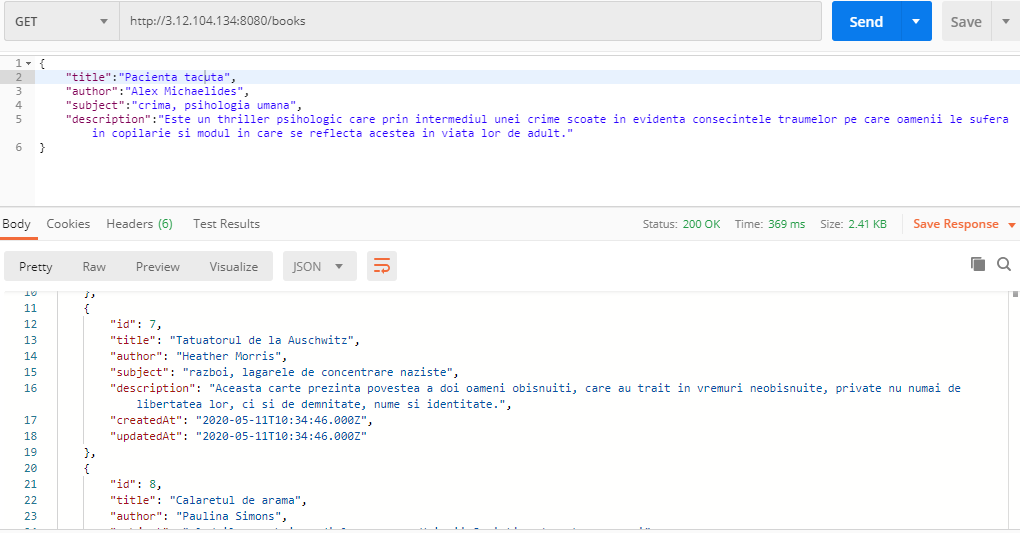 GET http://3.12.104.134:8080/books Send Save
1 {
2 "title":"Pacienta tacuta",
3 "author":"Alex Michaelides",
4 "subject":"crima, psihologia umana",
5 "description":"Este un thriller psihologic care prin intermediul unei crime scoate in evidenta consecintele traumelor pe care oamenii le sufera
in copilarie si modul in care se reflecta acestea in viata lor de adult."
6 }
Body Cookies Headers (6) Test Results Status: 200 OK Time: 369 ms Size: 2.41 KB Save Response
Pretty Raw Preview Visualize JSON
10 },
11 {
12 "id": 7,
13 "title": "Tatuatorul de la Auschwitz",
14 "author": "Heather Morris",
15 "subject": "razboi, lagarele de concentrare naziste",
16 "description": "Aceasta carte prezinta povestea a doi oameni obisnuiti, care au trait in vremuri neobisnuite, private nu numai de
libertatea lor, ci si de demnitate, nume si identitate.",
17 "createdAt": "2020-05-11T10:34:46.000Z",
18 "updatedAt": "2020-05-11T10:34:46.000Z"
19 },
20 {
21 "id": 8,
22 "title": "Calaretul de arama",
23 "author": "Paulina Simons",